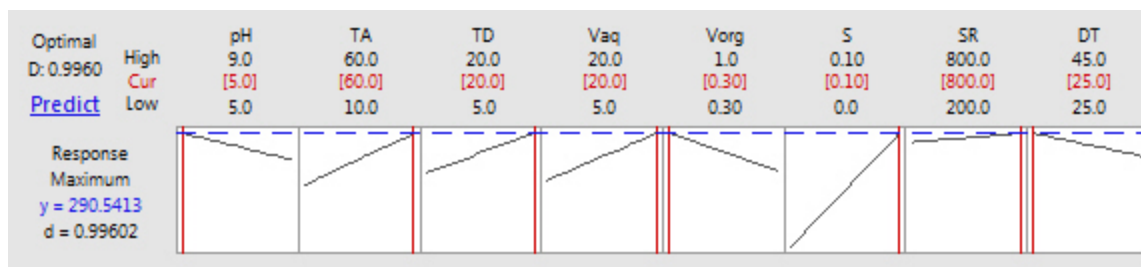 Optimal pH TA TD Vaq Vorg S SR DT
High 9.0 60.0 20.0 20.0 1.0 0.10 800.0 45.0
D: 0.9960 Cur [5.0] [60.0] [20.0] [20.0] [0.30] [0.10] [800.0] [25.0]
Predict Low 5.0 10.0 5.0 5.0 0.30 0.0 200.0 25.0
Response
Maximum
y = 290.5413
d = 0.99602